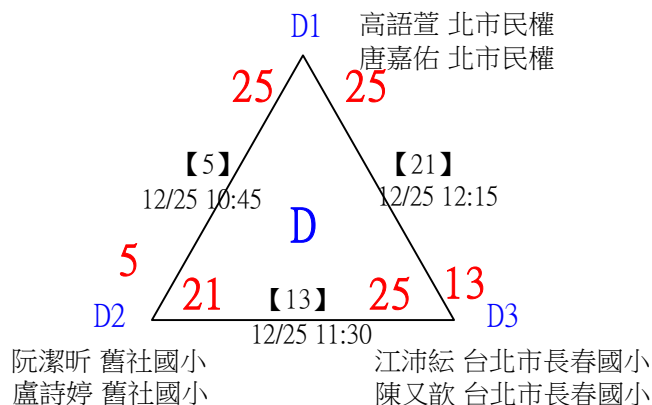 D1
高語萱 北市民權
唐嘉佑 北市民權
25
25
【5】
12/25 10:45
【21】
12/25 12:15
D
5
21
【13】
25
13
D2
12/25 11:30
D3
阮潔昕 舊社國小
盧詩婷 舊社國小
江沛紜 台北市長春國小
陳又歆 台北市長春國小